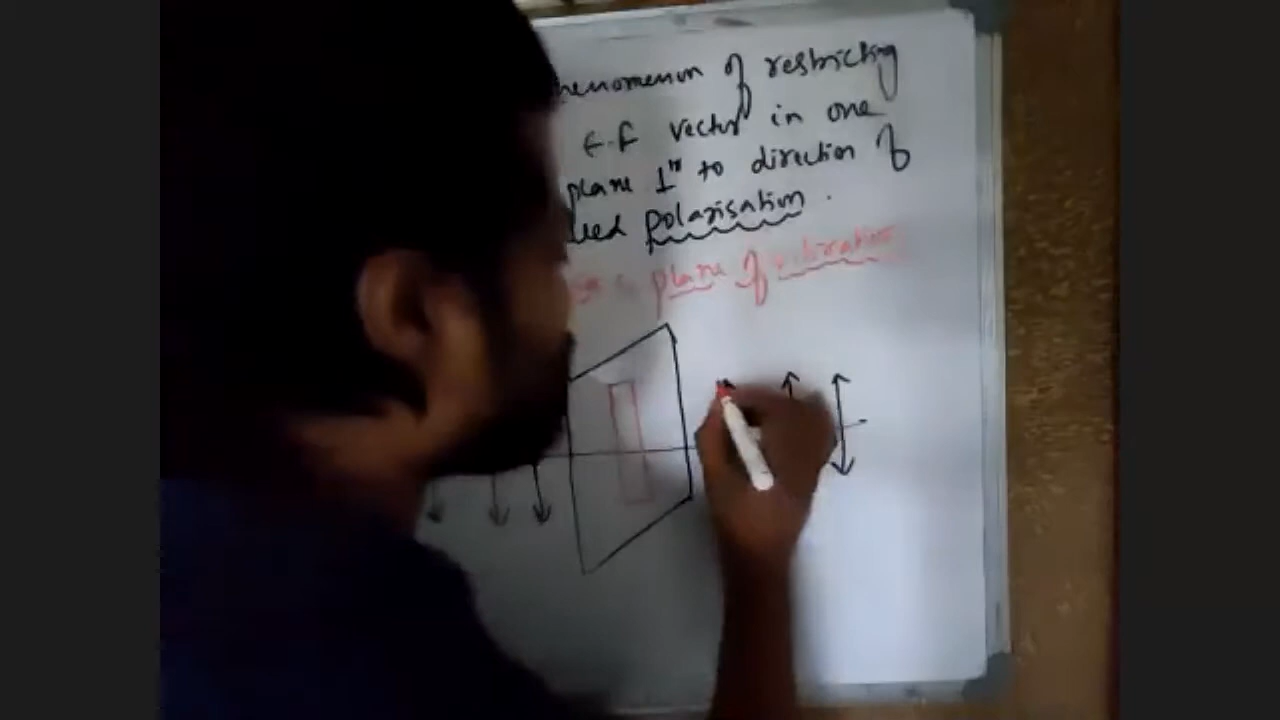 henomenon of restricting
E.F vector in one
plane ⊥r to direction of
lled polarisation.
plane of vibration